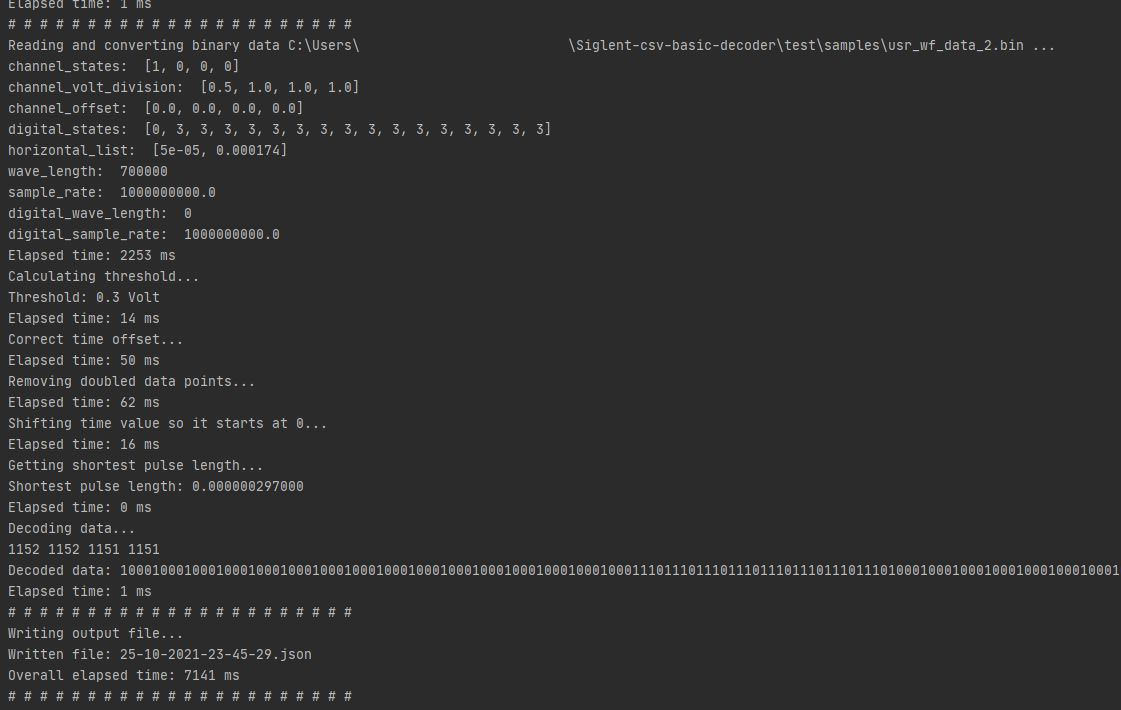 Elapsed time: 1 ms
# # # # # # # # # # # # # # # # # # # # # #
Reading and converting binary data C:\Users\ \Siglent-csv-basic-decoder\test\samples\usr_wf_data_2.bin ...
channel_states:  [1, 0, 0, 0]
channel_volt_division:  [0.5, 1.0, 1.0, 1.0]
channel_offset:  [0.0, 0.0, 0.0, 0.0]
digital_states:  [0, 3, 3, 3, 3, 3, 3, 3, 3, 3, 3, 3, 3, 3, 3, 3, 3]
horizontal_list:  [5e-05, 0.000174]
wave_length:  700000
sample_rate:  1000000000.0
digital_wave_length:  0
digital_sample_rate:  1000000000.0
Elapsed time: 2253 ms
Calculating threshold...
Threshold: 0.3 Volt
Elapsed time: 14 ms
Correct time offset...
Elapsed time: 50 ms
Removing doubled data points...
Elapsed time: 62 ms
Shifting time value so it starts at 0...
Elapsed time: 16 ms
Getting shortest pulse length...
Shortest pulse length: 0.000000297000
Elapsed time: 0 ms
Decoding data...
1152 1152 1151 1151
Decoded data: 10001000100010001000100010001000100010001000100010001000100010001110111011101110111011101110111010001000100010001000100010001
Elapsed time: 1 ms
# # # # # # # # # # # # # # # # # # # # # #
Writing output file...
Written file: 25-10-2021-23-45-29.json
Overall elapsed time: 7141 ms
# # # # # # # # # # # # # # # # # # # # # #